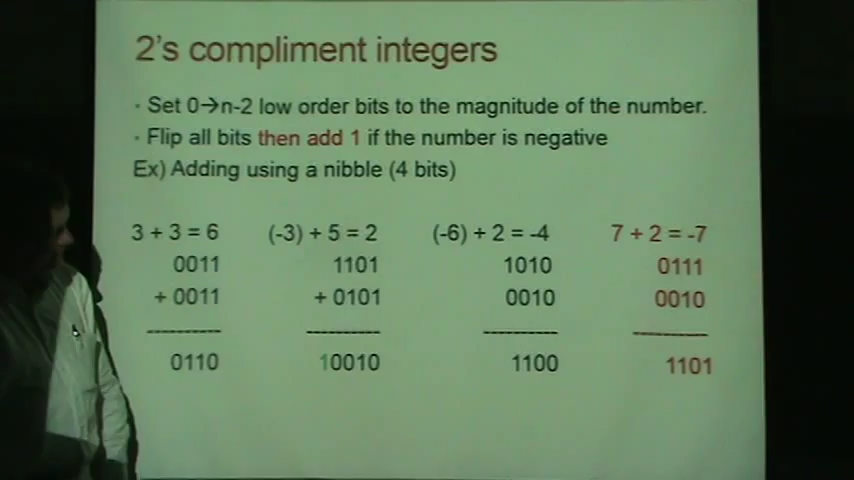 2's compliment integers
· Set 0→n-2 low order bits to the magnitude of the number.
· Flip all bits then add 1 if the number is negative
Ex) Adding using a nibble (4 bits)
3 + 3 = 6 (-3) + 5 = 2 (-6) + 2 = -4 7 + 2 = -7
0011 1101 1010 0111
+ 0011 + 0101 0010 0010
---------- ---------- ---------- ----------
0110 10010 1100 1101